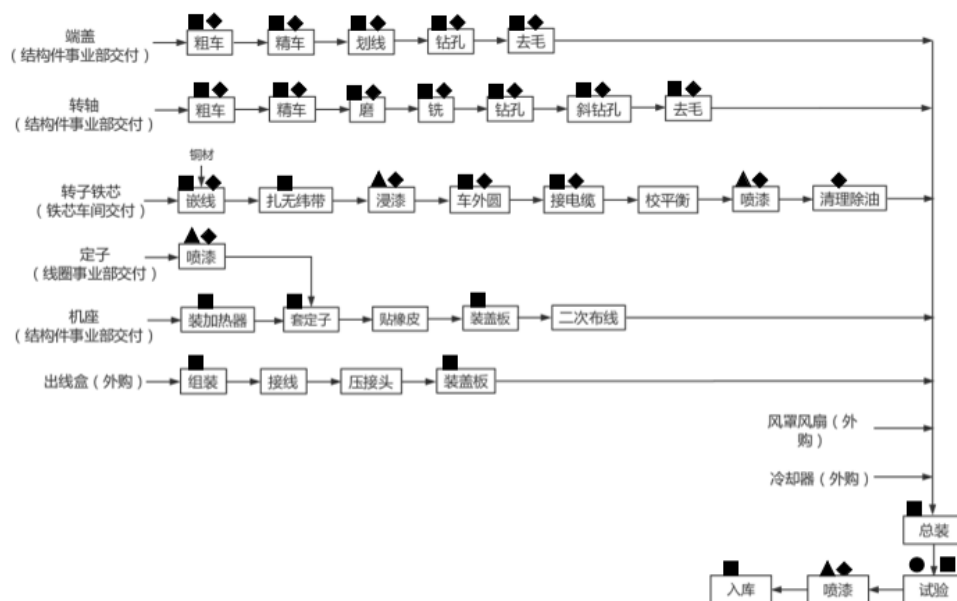 端盖
（结构件事业部交付）
粗车
精车
划线
钻孔
去毛
转轴
（结构件事业部交付）
粗车
精车
磨
铣
钻孔
斜钻孔
去毛
铜材
转子铁芯
（铁芯车间交付）
嵌线
扎无纬带
浸漆
车外圆
接电缆
校平衡
喷漆
清理除油
定子
（线圈事业部交付）
喷漆
机座
（结构件事业部交付）
装加热器
套定子
贴橡皮
装盖板
二次布线
出线盒（外购）
组装
接线
压接头
装盖板
风罩风扇（外
购）
冷却器（外购）
总装
入库
喷漆
试验